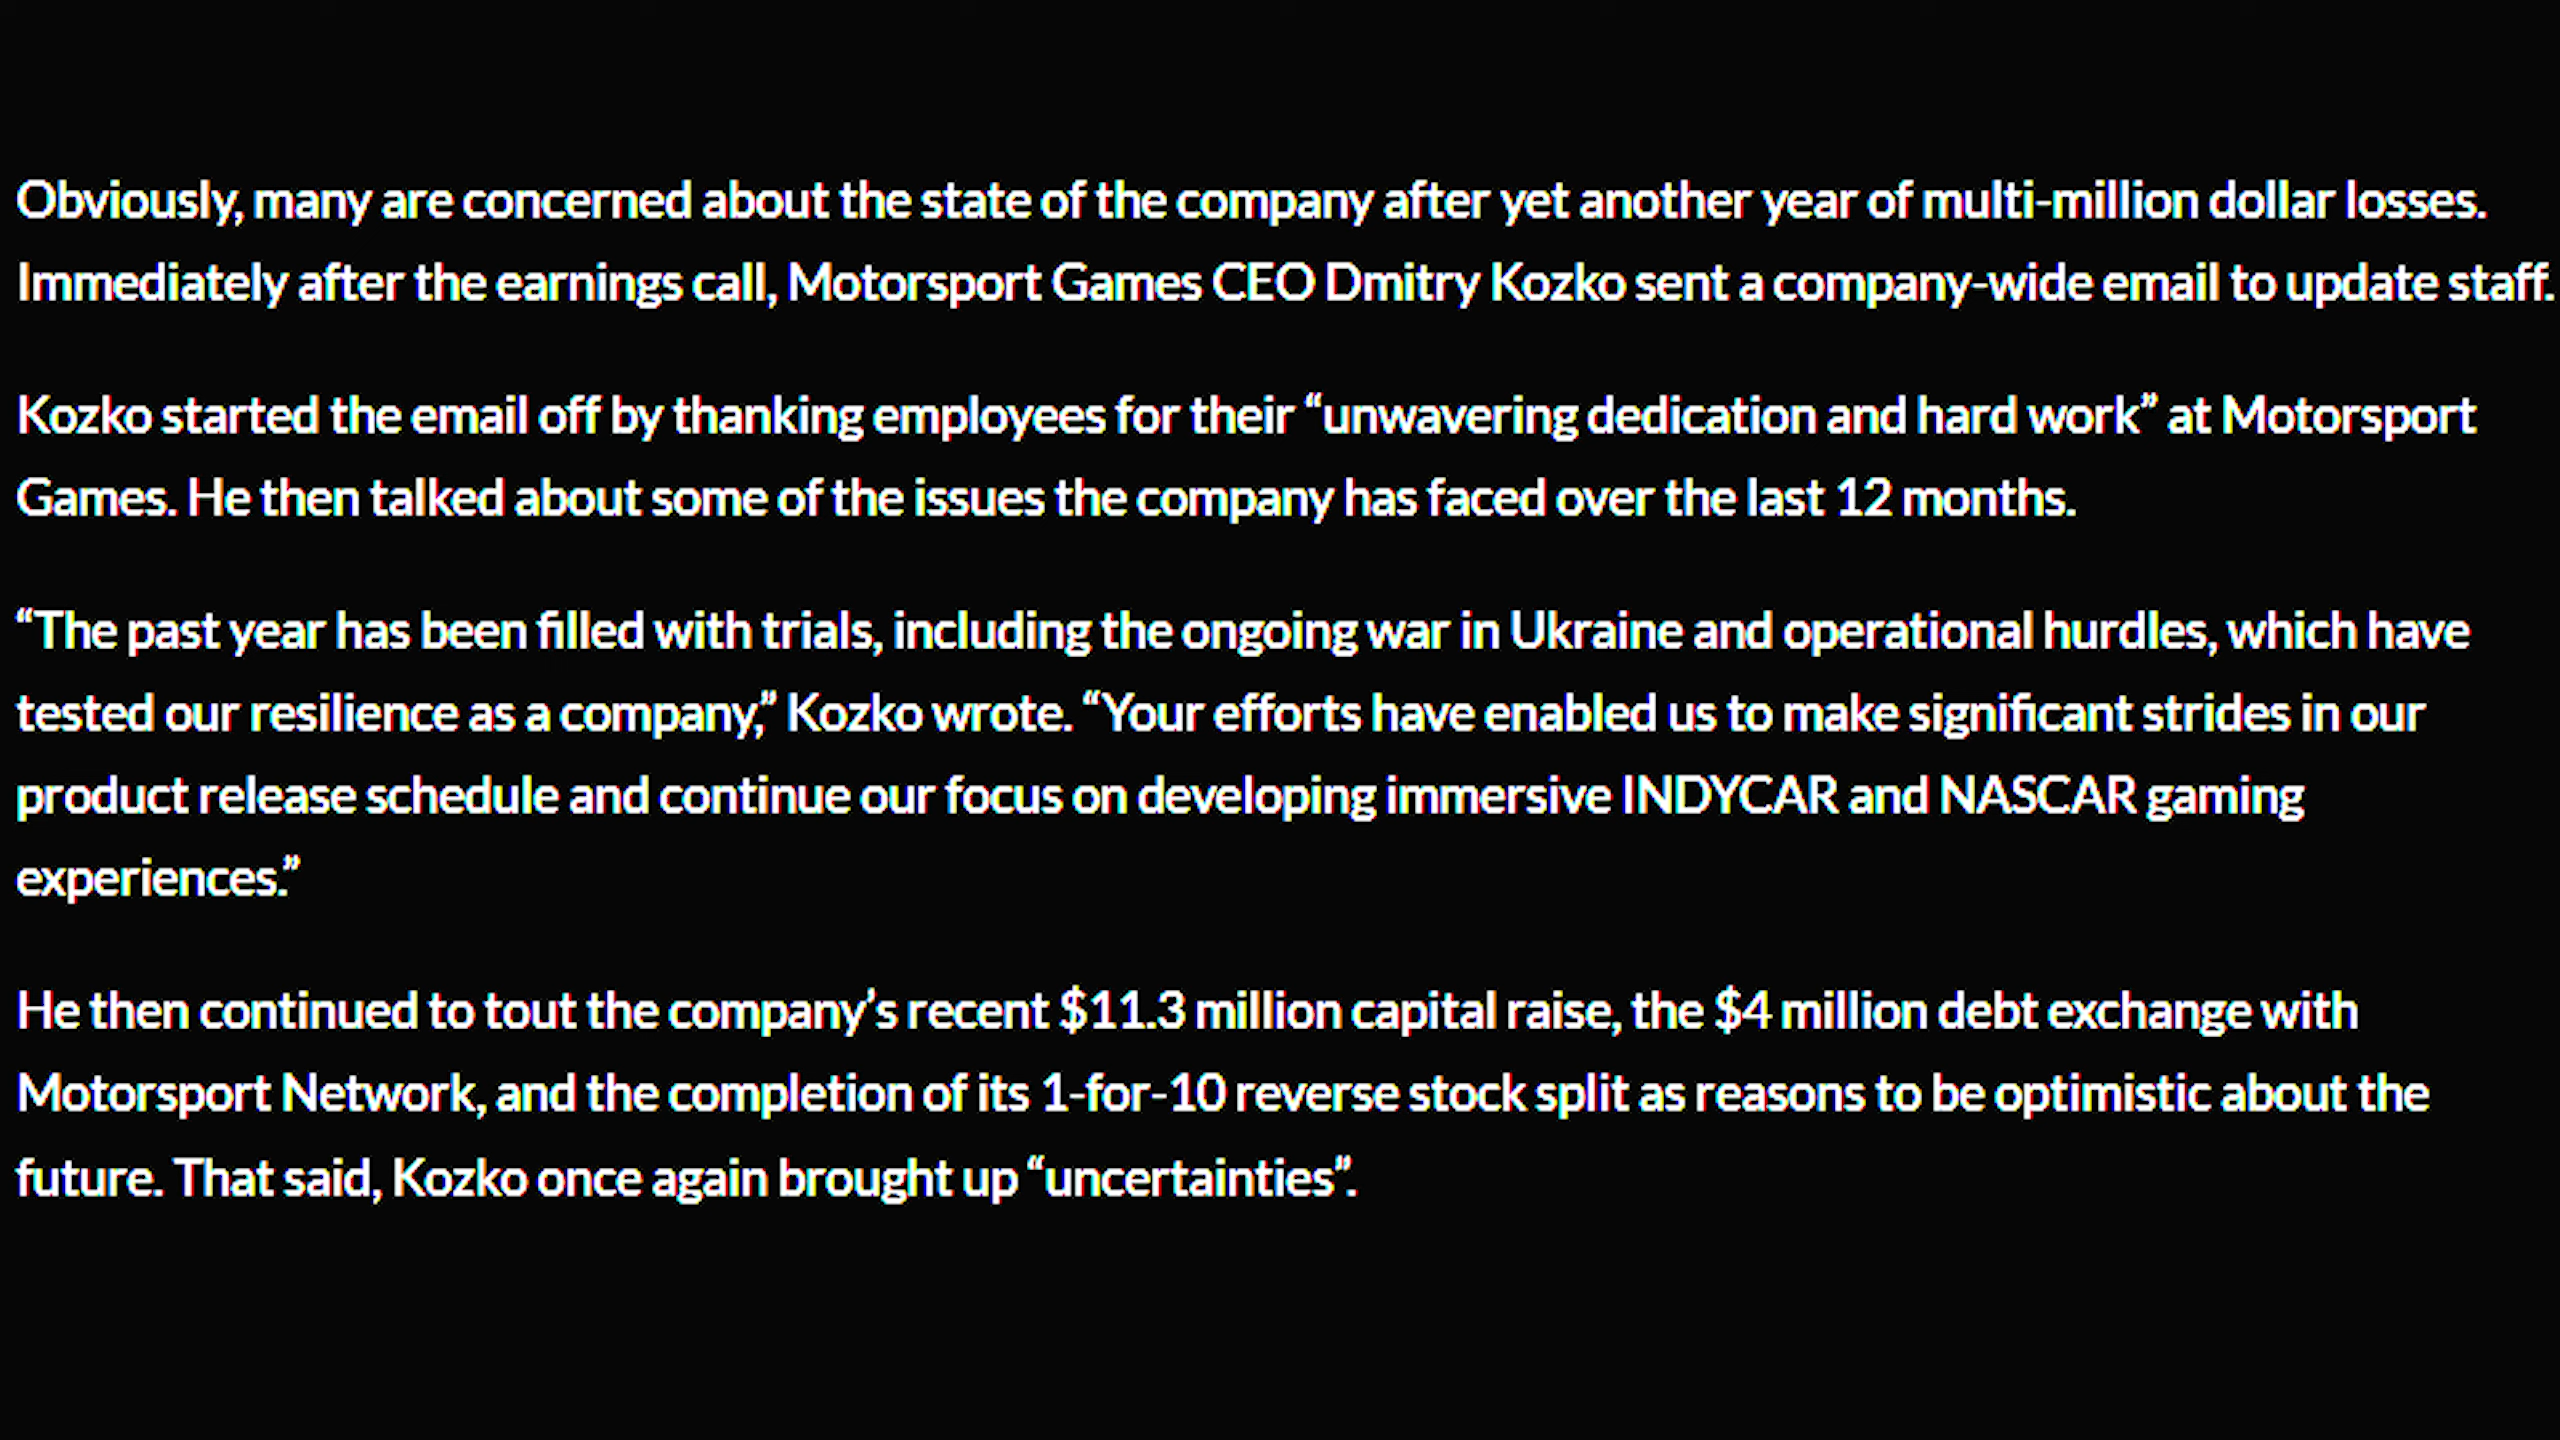 Obviously, many are concerned about the state of the company after yet another year of multi-million dollar losses.
Immediately after the earnings call, Motorsport Games CEO Dmitry Kozko sent a company-wide email to update staff.
Kozko started the email off by thanking employees for their “unwavering dedication and hard work” at Motorsport
Games. He then talked about some of the issues the company has faced over the last 12 months.
“The past year has been filled with trials, including the ongoing war in Ukraine and operational hurdles, which have
tested our resilience as a company,” Kozko wrote. “Your efforts have enabled us to make significant strides in our
product release schedule and continue our focus on developing immersive INDYCAR and NASCAR gaming
experiences.”
He then continued to tout the company’s recent $11.3 million capital raise, the $4 million debt exchange with
Motorsport Network, and the completion of its 1-for-10 reverse stock split as reasons to be optimistic about the
future. That said, Kozko once again brought up “uncertainties”.